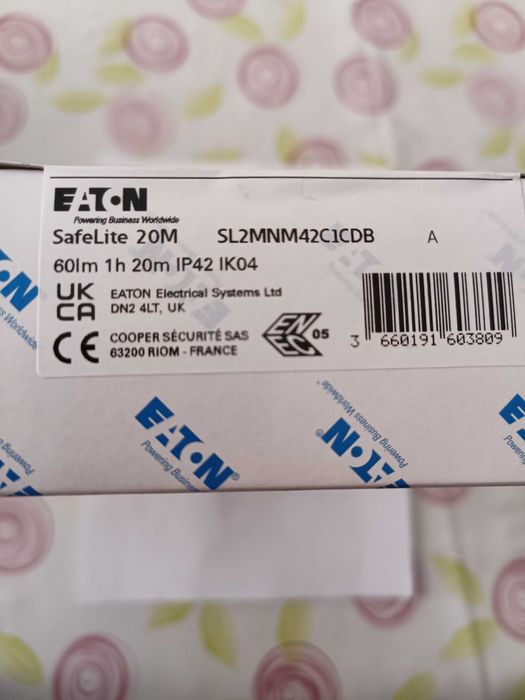 EATON
Powering Business Worldwide
SafeLite 20M SL2MNM42C1CDB A
60lm 1h 20m IP42 IK04
UK
CA
EATON Electrical Systems Ltd
DN2 4LT, UK
CE
COOPER SÉCURITÉ SAS
63200 RIOM - FRANCE
ENEC 05
3 660191 603809
EATON
Powering Business Worldwide
EATON
Powering Business Worldwide